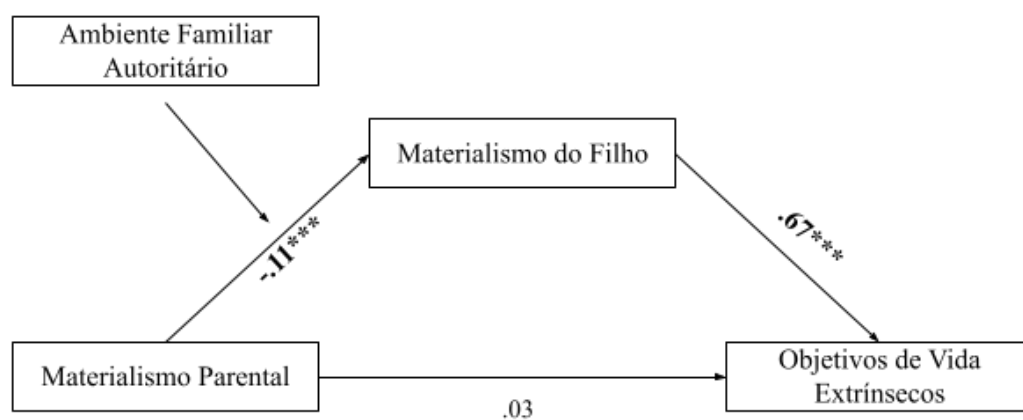 Ambiente Familiar
Autoritário
Materialismo do Filho
-.11***
.67***
Materialismo Parental
Objetivos de Vida
Extrínsecos
.03